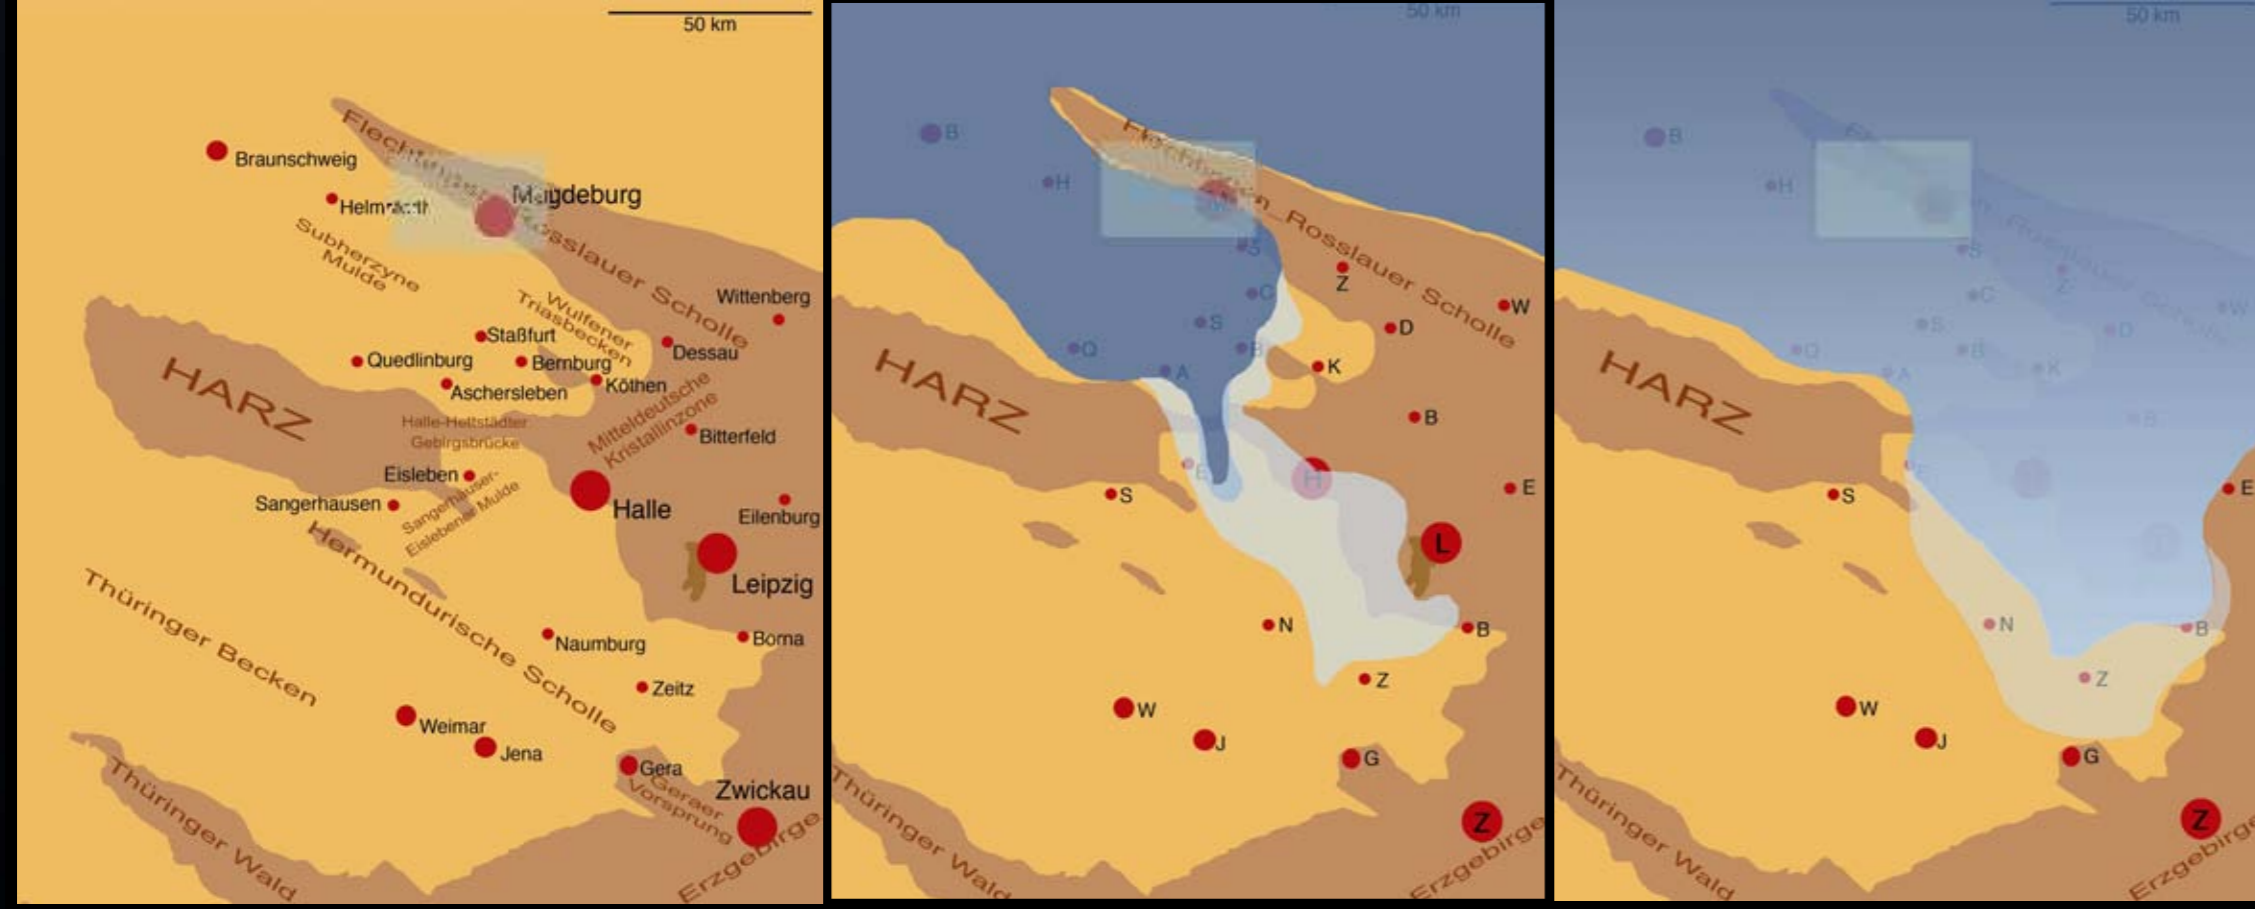 50 km
Braunschweig
Magdeburg
Rosslauer Scholle
Subherzyne
Mulde
Wulfener
Triasbecken
Wittenberg
Staßfurt
Dessau
Quedlinburg
Bernburg
Köthen
Aschersleben
HARZ
Halle-Hettstädter
Gebirgsbrücke
Mitteldeutsche
Kristallinzone
Bitterfeld
Eisleben
Sangerhausen
Sangerhäuser-
Eislebener Mulde
Halle
Eilenburg
Leipzig
Hermundurische Scholle
Thüringer Becken
Naumburg
Borna
Zeitz
Weimar
Jena
Gera
Geraer
Vorsprung
Zwickau
Thüringer Wald
Erzgebirge
50 km
B
H
Rosslauer Scholle
S
Z
C
W
S
D
Q
B
K
A
HARZ
B
E
H
S
E
L
N
B
Z
W
J
G
Z
Thüringer Wald
Erzgebirge
50 km
B
H
S
Z
C
W
S
D
Q
B
K
A
HARZ
B
E
S
E
N
B
Z
W
J
G
Z
Thüringer Wald
Erzgebirge